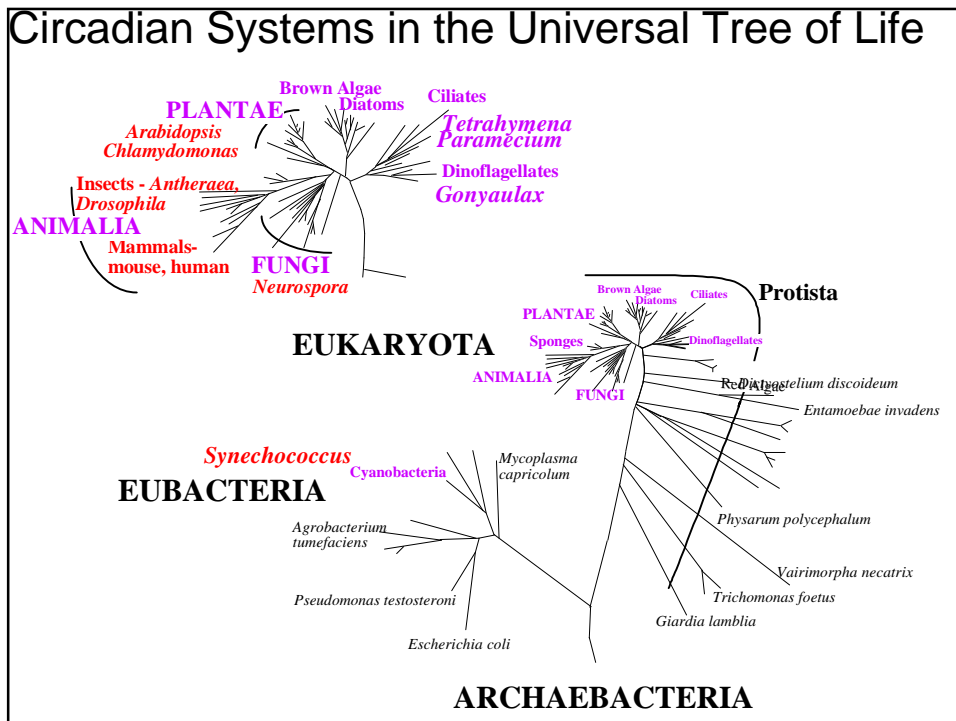 Circadian Systems in the Universal Tree of Life
Brown Algae
Diatoms
Ciliates
PLANTAE
Tetrahymena
Paramecium
Arabidopsis
Chlamydomonas
Dinoflagellates
Gonyaulax
Insects - Antheraea,
Drosophila
ANIMALIA
Mammals-
mouse, human
FUNGI
Neurospora
Protista
Brown Algae
Diatoms
Ciliates
PLANTAE
EUKARYOTA
Sponges
Dinoflagellates
ANIMALIA
FUNGI
Red Algae
Dictyostelium discoideum
Entamoebae invadens
Synechococcus
Cyanobacteria
Mycoplasma
capricolum
EUBACTERIA
Agrobacterium
tumefaciens
Physarum polycephalum
Vairimorpha necatrix
Pseudomonas testosteroni
Trichomonas foetus
Giardia lamblia
Escherichia coli
ARCHAEBACTERIA